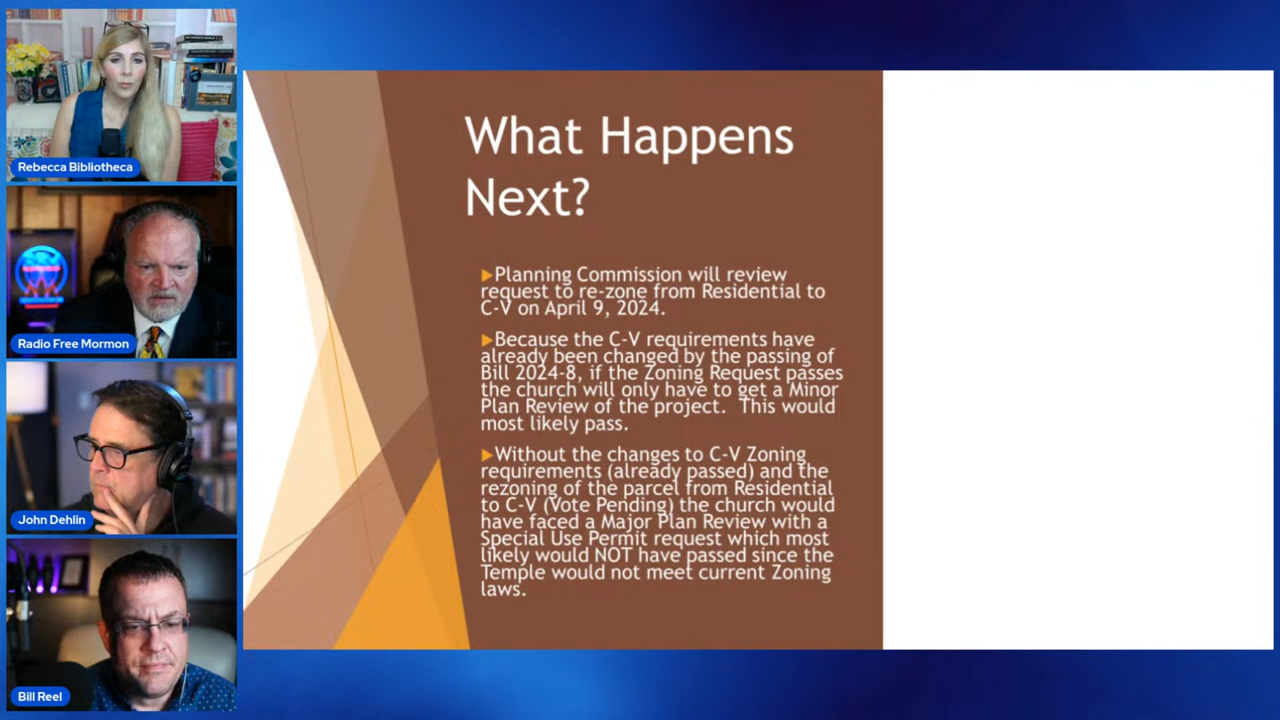 Rebecca Bibliotheca
Radio Free Mormon
John Dehlin
Bill Reel
What Happens
Next?
Planning Commission will review
request to re-zone from Residential to
C-V on April 9, 2024.
Because the C-V requirements have
already been changed by the passing of
Bill 2024-8, if the Zoning Request passes
the church will only have to get a Minor
Plan Review of the project. This would
most likely pass.
Without the changes to C-V Zoning
requirements (already passed) and the
rezoning of the parcel from Residential
to C-V (Vote Pending) the church would
have faced a Major Plan Review with a
Special Use Permit request which most
likely would NOT have passed since the
Temple would not meet current Zoning
laws.